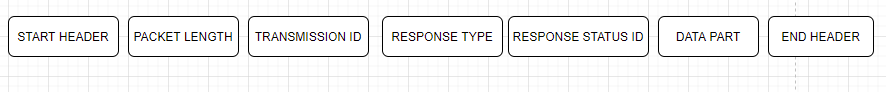 START HEADER PACKET LENGTH TRANSMISSION ID RESPONSE TYPE RESPONSE STATUS ID DATA PART END HEADER